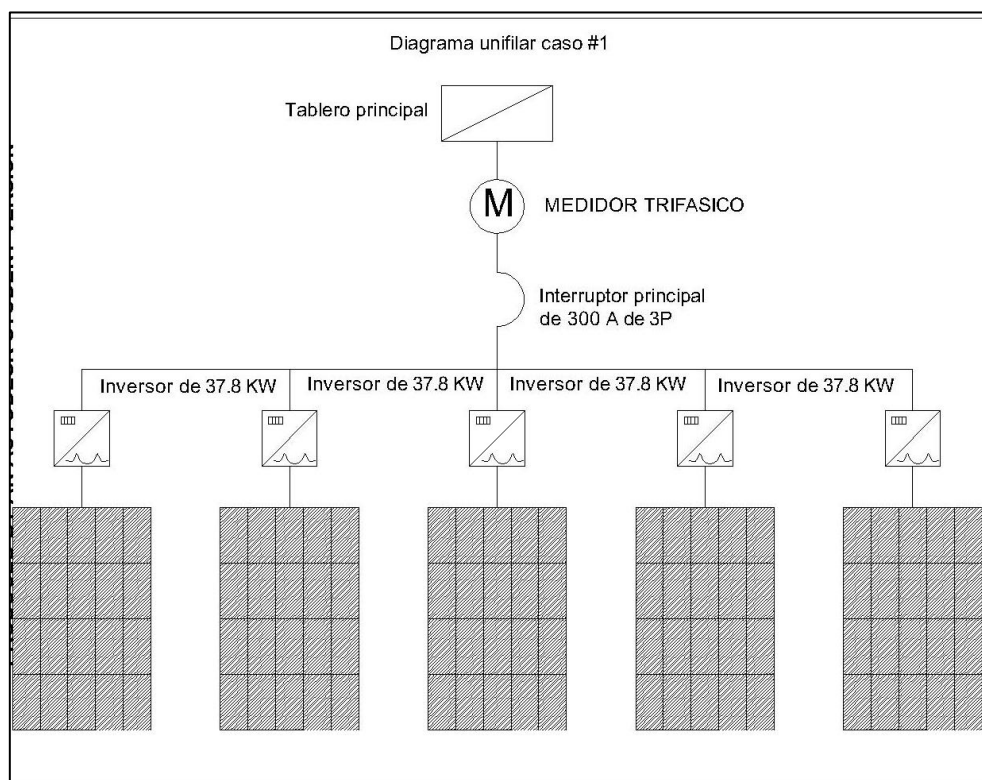 Diagrama unifilar caso #1
Tablero principal
M
MEDIDOR TRIFASICO
Interruptor principal
de 300 A de 3P
Inversor de 37.8 KW
Inversor de 37.8 KW
Inversor de 37.8 KW
Inversor de 37.8 KW